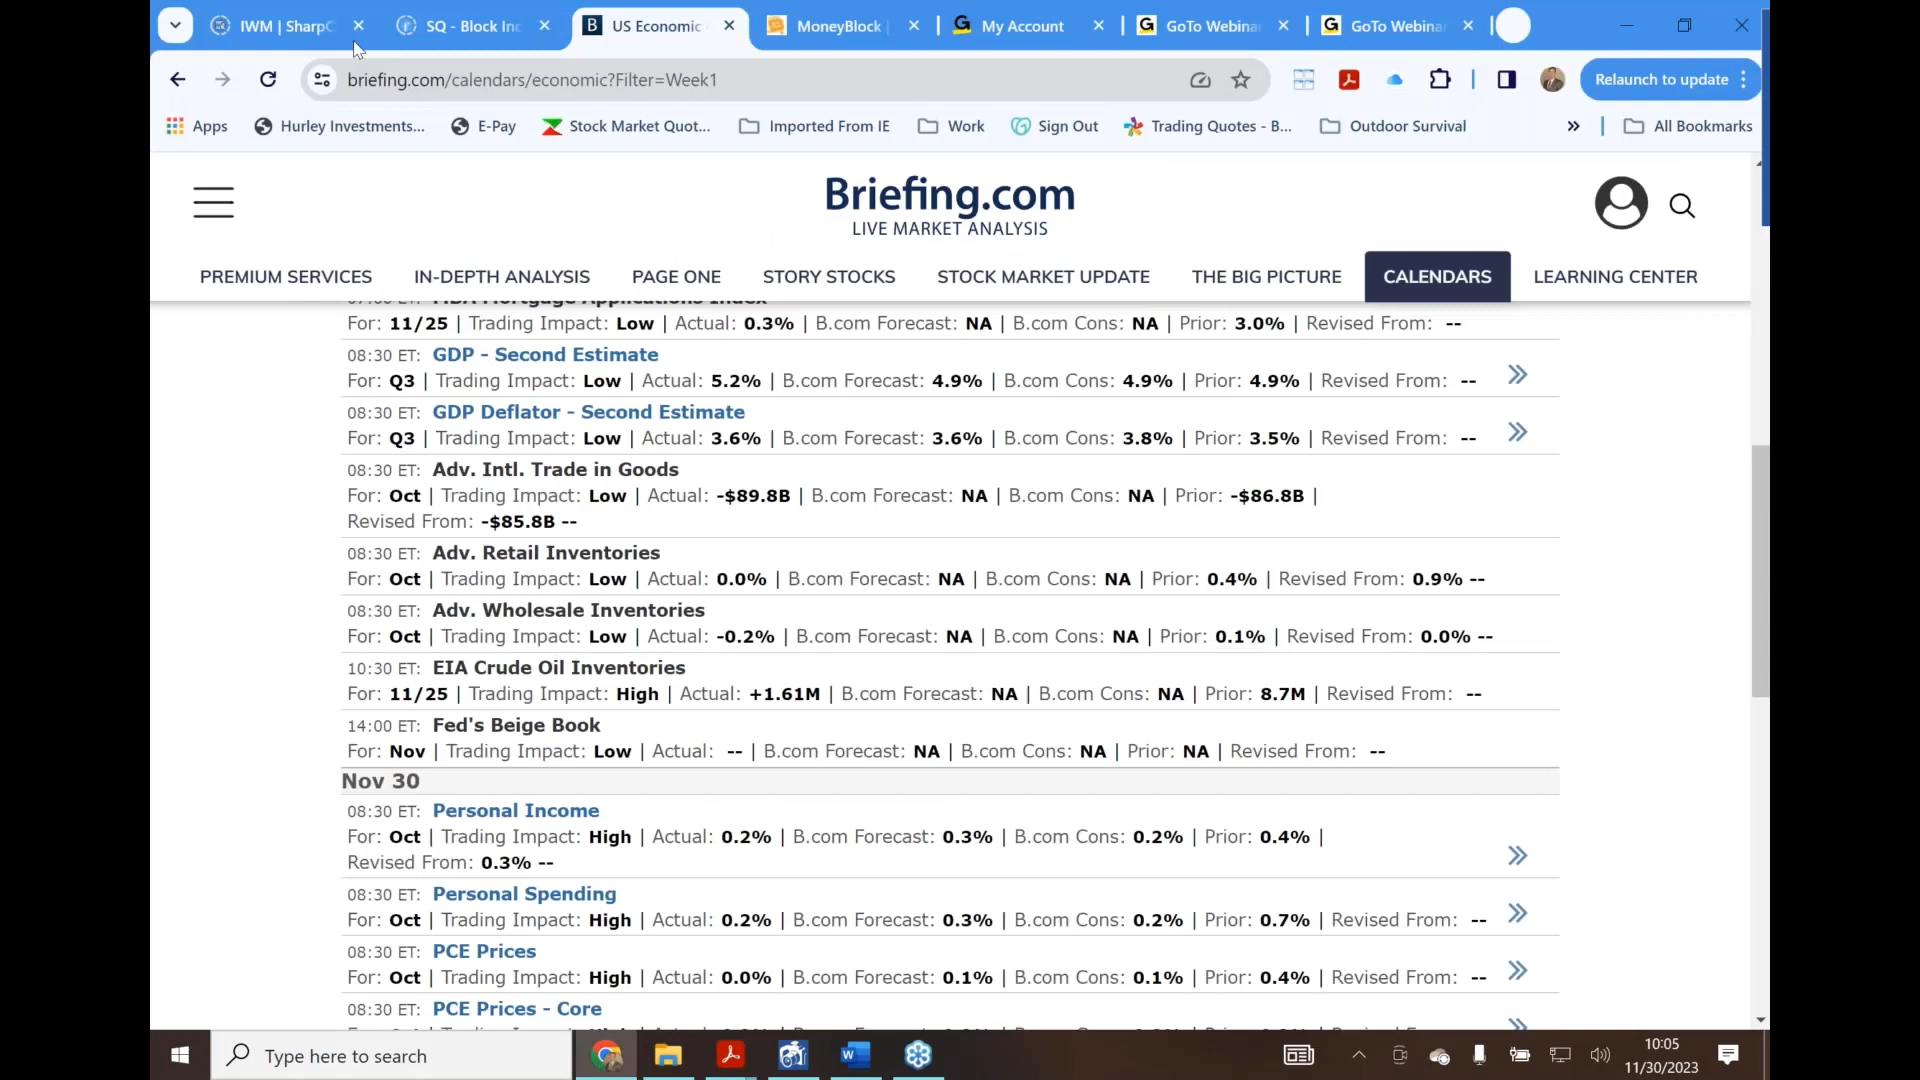 IWM | SharpC
SQ - Block Inc
B US Economic
MoneyBlock |
G My Account
G GoTo Webina
G GoTo Webina
briefing.com/calendars/economic?Filter=Week1
Relaunch to update
Apps
Hurley Investments...
E-Pay
Stock Market Quot...
Imported From IE
Work
Sign Out
Trading Quotes - B...
Outdoor Survival
»
All Bookmarks
Briefing.com
LIVE MARKET ANALYSIS
PREMIUM SERVICES IN-DEPTH ANALYSIS PAGE ONE STORY STOCKS STOCK MARKET UPDATE THE BIG PICTURE CALENDARS LEARNING CENTER
07:00 ET: MBA Mortgage Applications Index
For: 11/25 | Trading Impact: Low | Actual: 0.3% | B.com Forecast: NA | B.com Cons: NA | Prior: 3.0% | Revised From: --
08:30 ET: GDP - Second Estimate
For: Q3 | Trading Impact: Low | Actual: 5.2% | B.com Forecast: 4.9% | B.com Cons: 4.9% | Prior: 4.9% | Revised From: --
08:30 ET: GDP Deflator - Second Estimate
For: Q3 | Trading Impact: Low | Actual: 3.6% | B.com Forecast: 3.6% | B.com Cons: 3.8% | Prior: 3.5% | Revised From: --
08:30 ET: Adv. Intl. Trade in Goods
For: Oct | Trading Impact: Low | Actual: -$89.8B | B.com Forecast: NA | B.com Cons: NA | Prior: -$86.8B |
Revised From: -$85.8B --
08:30 ET: Adv. Retail Inventories
For: Oct | Trading Impact: Low | Actual: 0.0% | B.com Forecast: NA | B.com Cons: NA | Prior: 0.4% | Revised From: 0.9% --
08:30 ET: Adv. Wholesale Inventories
For: Oct | Trading Impact: Low | Actual: -0.2% | B.com Forecast: NA | B.com Cons: NA | Prior: 0.1% | Revised From: 0.0% --
10:30 ET: EIA Crude Oil Inventories
For: 11/25 | Trading Impact: High | Actual: +1.61M | B.com Forecast: NA | B.com Cons: NA | Prior: 8.7M | Revised From: --
14:00 ET: Fed's Beige Book
For: Nov | Trading Impact: Low | Actual: -- | B.com Forecast: NA | B.com Cons: NA | Prior: NA | Revised From: --
Nov 30
08:30 ET: Personal Income
For: Oct | Trading Impact: High | Actual: 0.2% | B.com Forecast: 0.3% | B.com Cons: 0.2% | Prior: 0.4% |
Revised From: 0.3% --
08:30 ET: Personal Spending
For: Oct | Trading Impact: High | Actual: 0.2% | B.com Forecast: 0.3% | B.com Cons: 0.2% | Prior: 0.7% | Revised From: --
08:30 ET: PCE Prices
For: Oct | Trading Impact: High | Actual: 0.0% | B.com Forecast: 0.1% | B.com Cons: 0.1% | Prior: 0.4% | Revised From: --
08:30 ET: PCE Prices - Core
Type here to search
10:05
11/30/2023